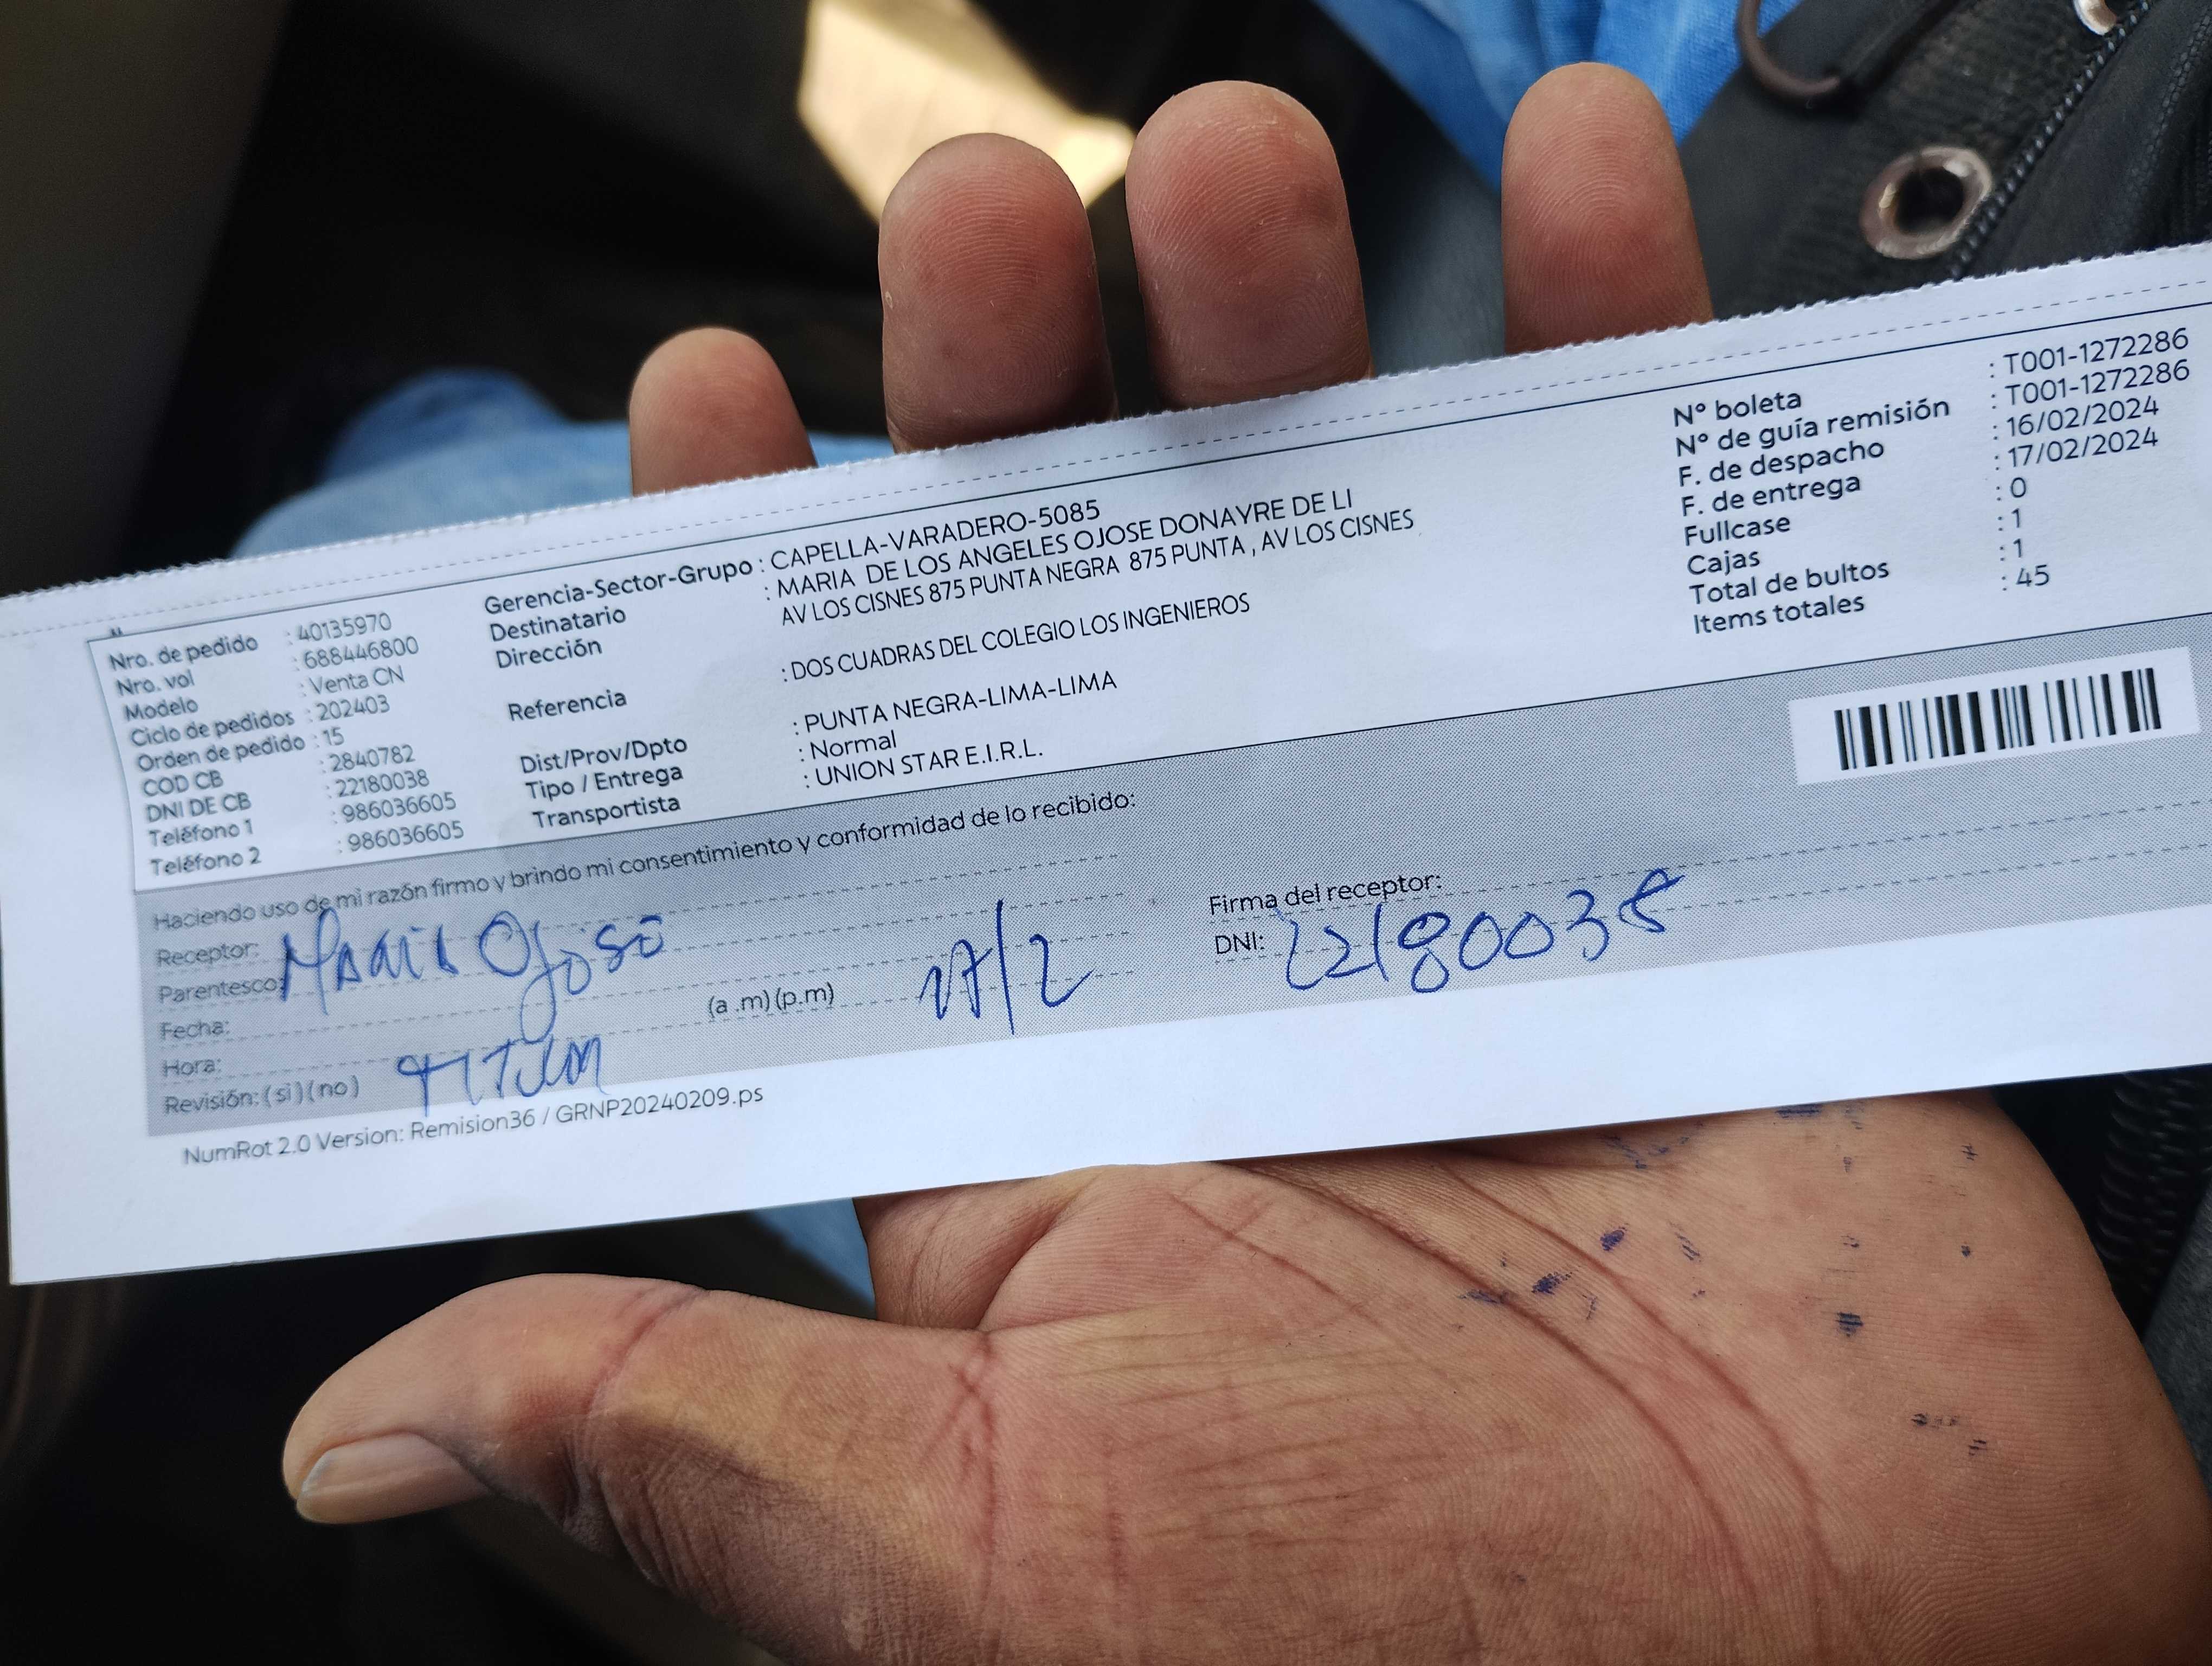 Nro. de pedido : 40135970
Nro. vol : 688446800
Modelo : Venta CN
Ciclo de pedidos : 202403
Orden de pedido : 15
COD CB : 2840782
DNI DE CB : 22180038
Teléfono 1 : 986036605
Teléfono 2 : 986036605
Gerencia-Sector-Grupo : CAPELLA-VARADERO-5085
Destinatario : MARIA DE LOS ANGELES OJOSE DONAYRE DE LI
Dirección AV LOS CISNES 875 PUNTA NEGRA 875 PUNTA , AV LOS CISNES
Referencia : DOS CUADRAS DEL COLEGIO LOS INGENIEROS
Dist/Prov/Dpto : PUNTA NEGRA-LIMA-LIMA
Tipo / Entrega : Normal
Transportista : UNION STAR E.I.R.L.
N° boleta : T001-1272286
N° de guía remisión : T001-1272286
F. de despacho : 16/02/2024
F. de entrega : 17/02/2024
Fullcase : 0
Cajas : 1
Total de bultos : 1
Items totales : 45
Haciendo uso de mi razón firmo y brindo mi consentimiento y conformidad de lo recibido:
Receptor:
Parentesco:
Fecha:
Hora: (a .m)(p.m) 17/2
Revisión: (si)(no)
Firma del receptor:
DNI: 22180038
NumRot 2.0 Version: Remision36 / GRNP20240209.ps